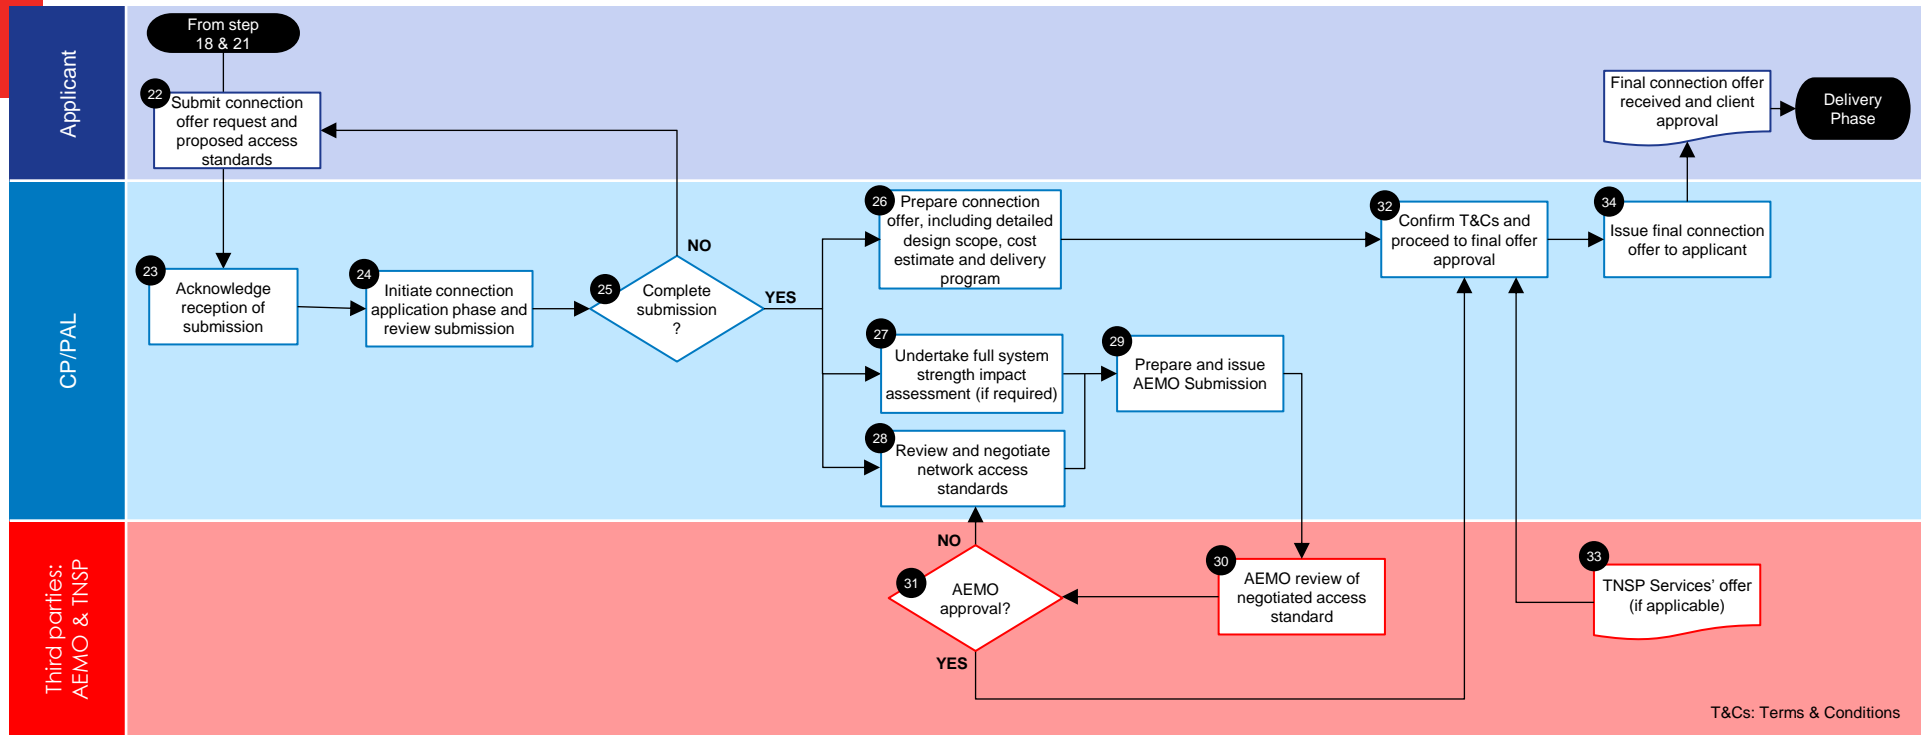 Applicant
From step
18 & 21
22
Submit connection
offer request and
proposed access
standards
Final connection offer
received and client
approval
Delivery
Phase
CP/PAL
23
Acknowledge
reception of
submission
24
Initiate connection
application phase and
review submission
25
Complete
submission
?
NO
YES
26
Prepare connection
offer, including detailed
design scope, cost
estimate and delivery
program
27
Undertake full system
strength impact
assessment (if required)
28
Review and negotiate
network access
standards
29
Prepare and issue
AEMO Submission
32
Confirm T&Cs and
proceed to final offer
approval
34
Issue final connection
offer to applicant
Third parties:
AEMO & TNSP
30
AEMO review of
negotiated access
standard
31
AEMO
approval?
NO
YES
33
TNSP Services’ offer
(if applicable)
T&Cs: Terms & Conditions